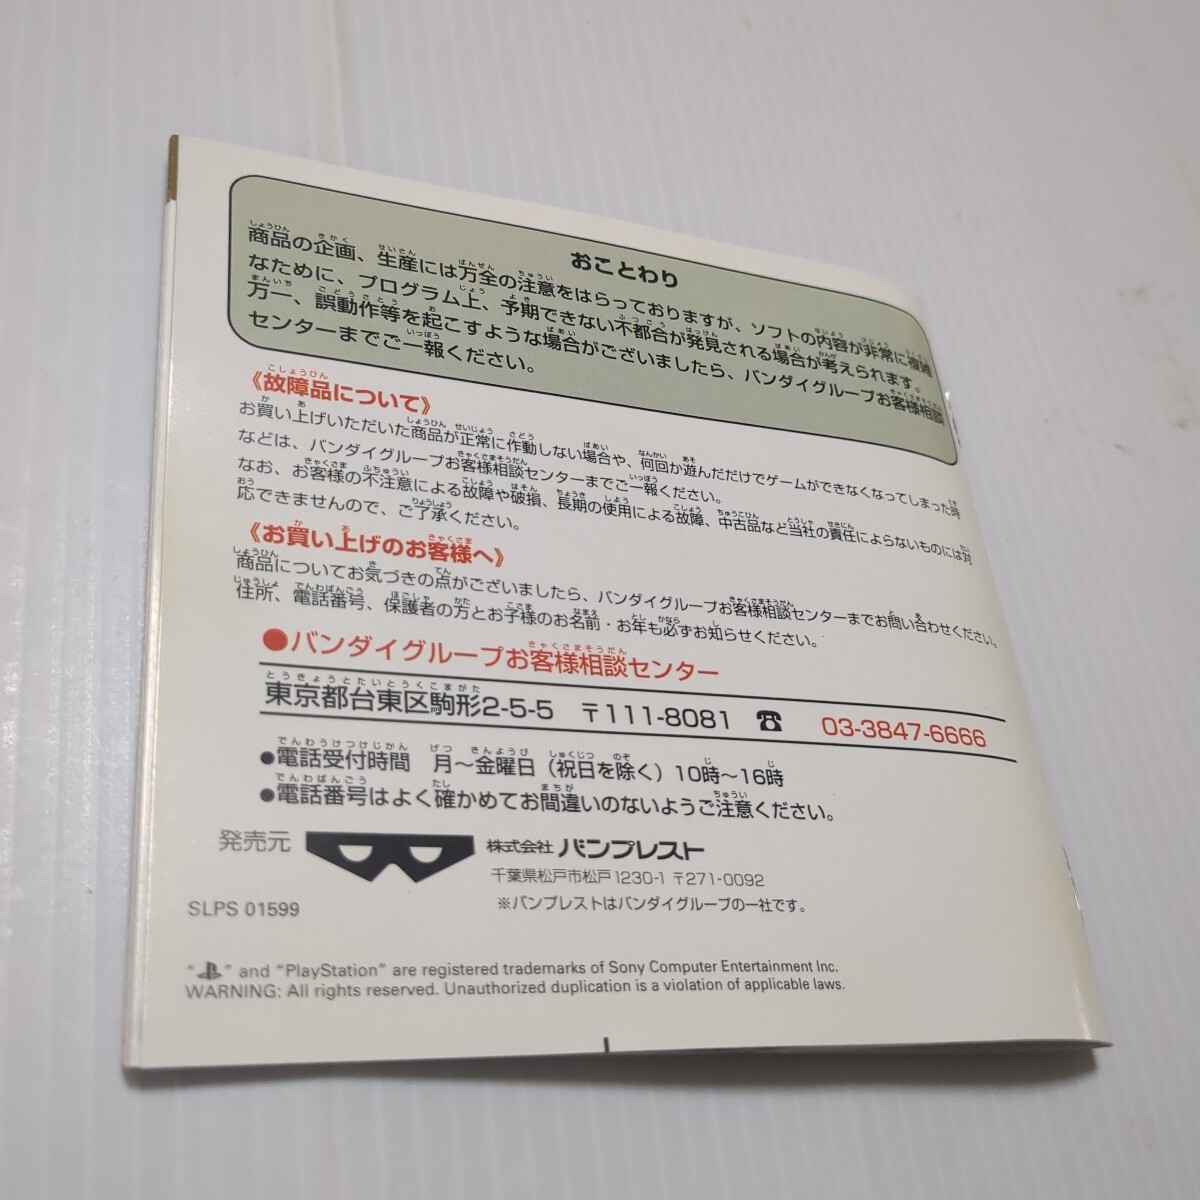 おことわり
商品の企画、生産には万全の注意をはらっておりますが、ソフトの内容が非常に複雑
なために、プログラム上、予期できない不都合が発見される場合が考えられます。
万一、誤動作等を起こすような場合がございましたら、バンダイグループお客様相談
センターまでご一報ください。
《故障品について》
お買い上げいただいた商品が正常に作動しない場合や、何回か遊んだだけでゲームができなくなってしまった時
などは、バンダイグループお客様相談センターまでご一報ください。
なお、お客様の不注意による故障や破損、長期の使用による故障、中古品など当社の責任によらないものには対
応できませんので、ご了承ください。
《お買い上げのお客様へ》
商品についてお気づきの点がございましたら、バンダイグループお客様相談センターまでお問い合わせください。
住所、電話番号、保護者の方とお子様のお名前・お年も必ずお知らせください。
●バンダイグループお客様相談センター
東京都台東区駒形2-5-5 〒111-8081 ☎ 03-3847-6666
●電話受付時間 月〜金曜日（祝日を除く）10時〜16時
●電話番号はよく確かめてお間違いのないようご注意ください。
発売元 株式会社 バンプレスト
千葉県松戸市松戸1230-1 〒271-0092
※バンプレストはバンダイグループの一社です。
SLPS 01599
" " and "PlayStation" are registered trademarks of Sony Computer Entertainment Inc.
WARNING: All rights reserved. Unauthorized duplication is a violation of applicable laws.